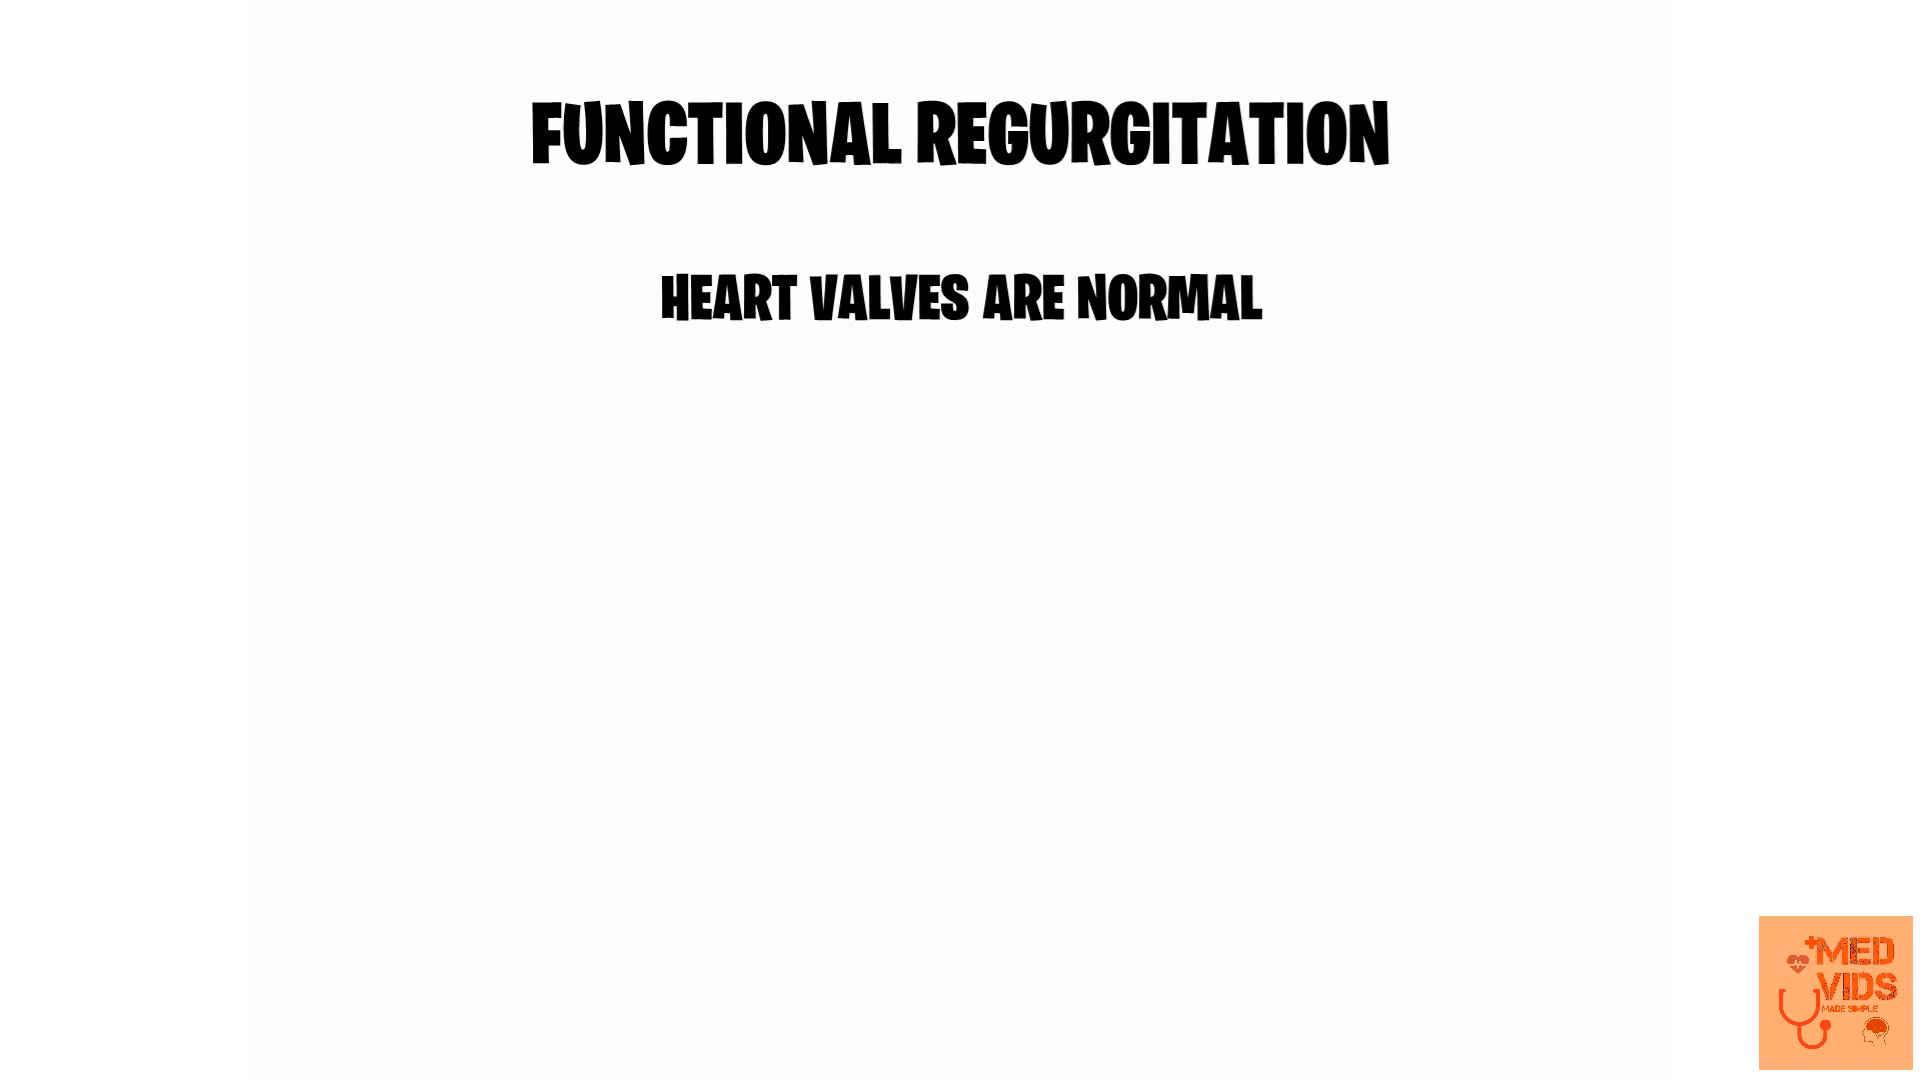 FUNCTIONAL REGURGITATION
HEART VALVES ARE NORMAL
MED
VIDS
MADE SIMPLE